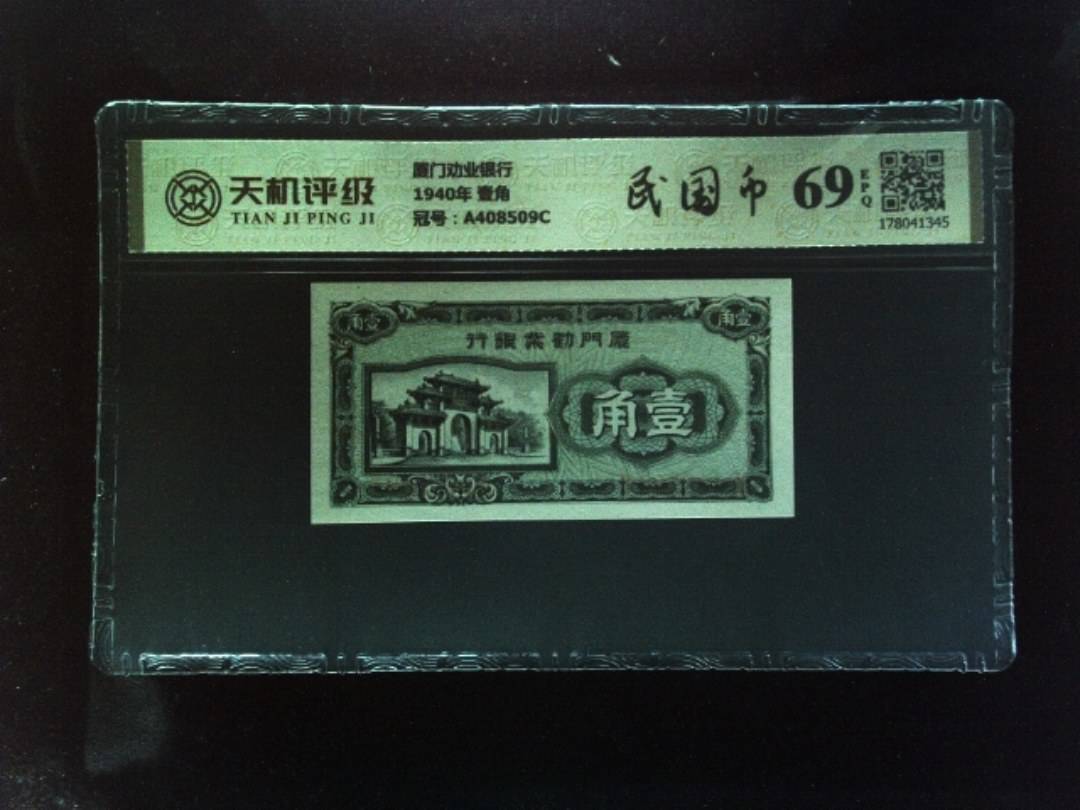 天机评级
TIAN JI PING JI
厦门劝业银行
1940年 壹角
冠号：A408509C
民国币
69
EPQ
178041345
角壹
角壹
行銀業勸門厦
角壹